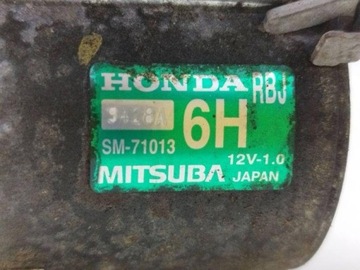 HONDA RBJ
6H
SM-71013
12V-1.0
MITSUBA JAPAN